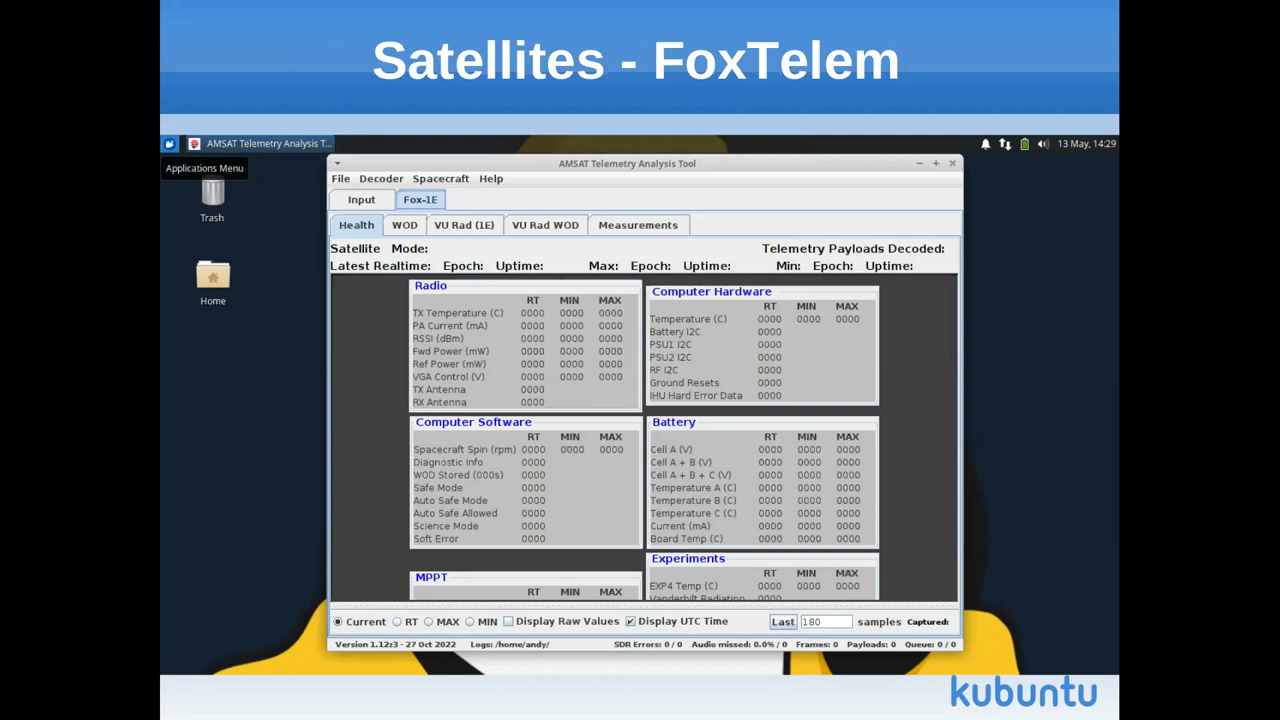 Satellites - FoxTelem
AMSAT Telemetry Analysis T...
13 May, 14:29
Applications Menu
Trash
Home
AMSAT Telemetry Analysis Tool
File Decoder Spacecraft Help
Input Fox-1E
Health WOD VU Rad (1E) VU Rad WOD Measurements
Satellite Mode: Telemetry Payloads Decoded:
Latest Realtime: Epoch: Uptime: Max: Epoch: Uptime: Min: Epoch: Uptime:
Radio
RT MIN MAX
TX Temperature (C) 0000 0000 0000
PA Current (mA) 0000 0000 0000
RSSI (dBm) 0000 0000 0000
Fwd Power (mW) 0000 0000 0000
Ref Power (mW) 0000 0000 0000
VGA Control (V) 0000 0000 0000
TX Antenna 0000
RX Antenna 0000
Computer Hardware
RT MIN MAX
Temperature (C) 0000 0000 0000
Battery I2C 0000
PSU1 I2C 0000
PSU2 I2C 0000
RF I2C 0000
Ground Resets 0000
IHU Hard Error Data 0000
Computer Software
RT MIN MAX
Spacecraft Spin (rpm) 0000 0000 0000
Diagnostic Info 0000
WOD Stored (000s) 0000
Safe Mode 0000
Auto Safe Mode 0000
Auto Safe Allowed 0000
Science Mode 0000
Soft Error 0000
Battery
RT MIN MAX
Cell A (V) 0000 0000 0000
Cell A + B (V) 0000 0000 0000
Cell A + B + C (V) 0000 0000 0000
Temperature A (C) 0000 0000 0000
Temperature B (C) 0000 0000 0000
Temperature C (C) 0000 0000 0000
Current (mA) 0000 0000 0000
Board Temp (C) 0000 0000 0000
MPPT
RT MIN MAX
Experiments
RT MIN MAX
EXP4 Temp (C) 0000 0000 0000
Vanderbilt Radiation 0000
Current RT MAX MIN Display Raw Values Display UTC Time Last 180 samples Captured:
Version 1.12z3 - 27 Oct 2022 Logs: /home/andy/ SDR Errors: 0 / 0 Audio missed: 0.0% / 0 Frames: 0 Payloads: 0 Queue: 0 / 0
kubuntu